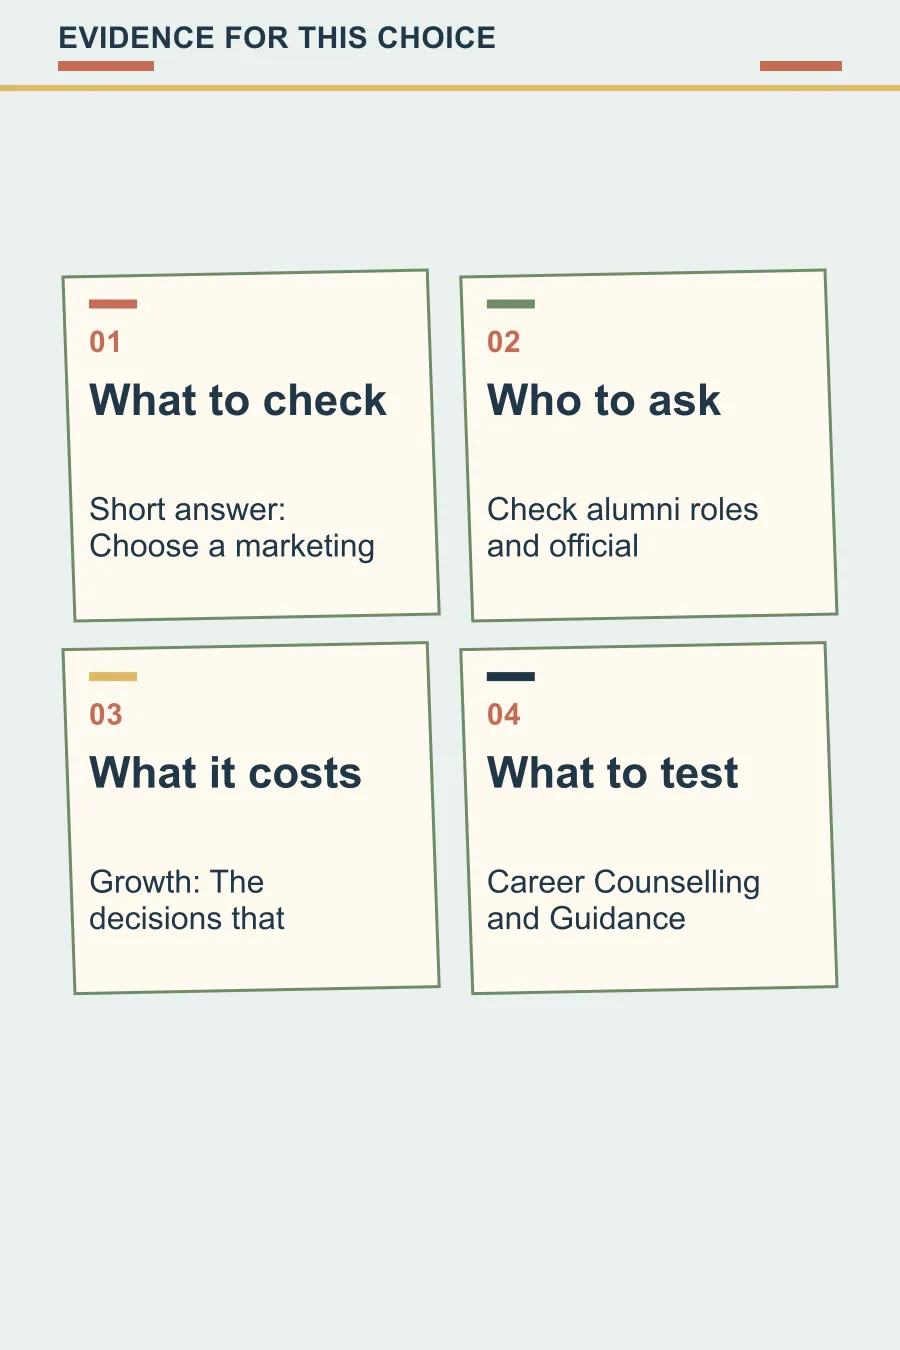 EVIDENCE FOR THIS CHOICE
01
What to check
Short answer:
Choose a marketing
02
Who to ask
Check alumni roles
and official
03
What it costs
Growth: The
decisions that
04
What to test
Career Counselling
and Guidance